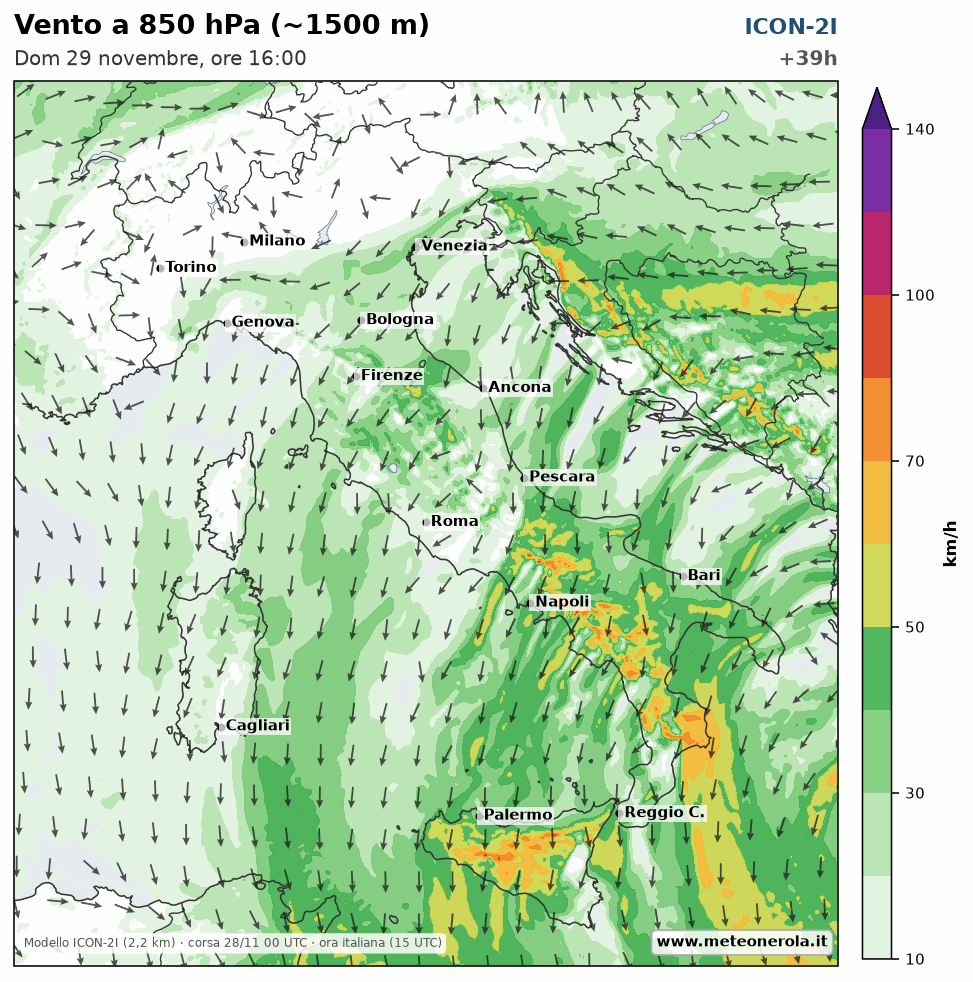 Vento a 850 hPa (~1500 m)
ICON-2I
Dom 29 novembre, ore 16:00
+39h
140
100
70
50
30
10
km/h
Milano
Venezia
Torino
Genova
Bologna
Firenze
Ancona
Pescara
Roma
Bari
Napoli
Cagliari
Palermo
Reggio C.
Modello ICON-2I (2,2 km) · corsa 28/11 00 UTC · ora italiana (15 UTC)
www.meteonerola.it